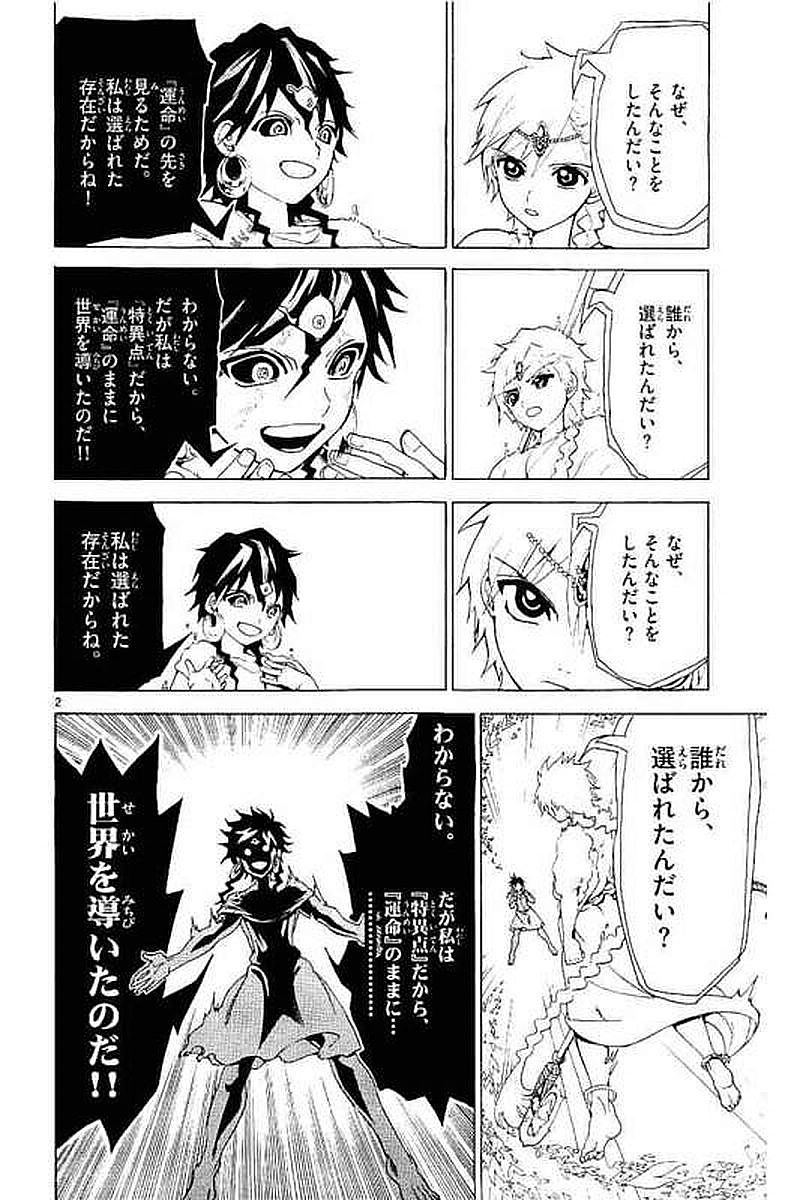 なぜ、
そんなことを
したんだい？
『運命』の先を
見るためだ。
私は選ばれた
存在だからね！
誰から、
選ばれたんだい？
わからない。
だが私は
『特異点』だから、
『運命』のままに
世界を導いたのだ!!
なぜ、
そんなことを
したんだい？
私は選ばれた
存在だからね。
2
誰から、
選ばれたんだい？
わからない。
だが私は
『特異点』だから、
『運命』のままに…
世界を導いたのだ!!